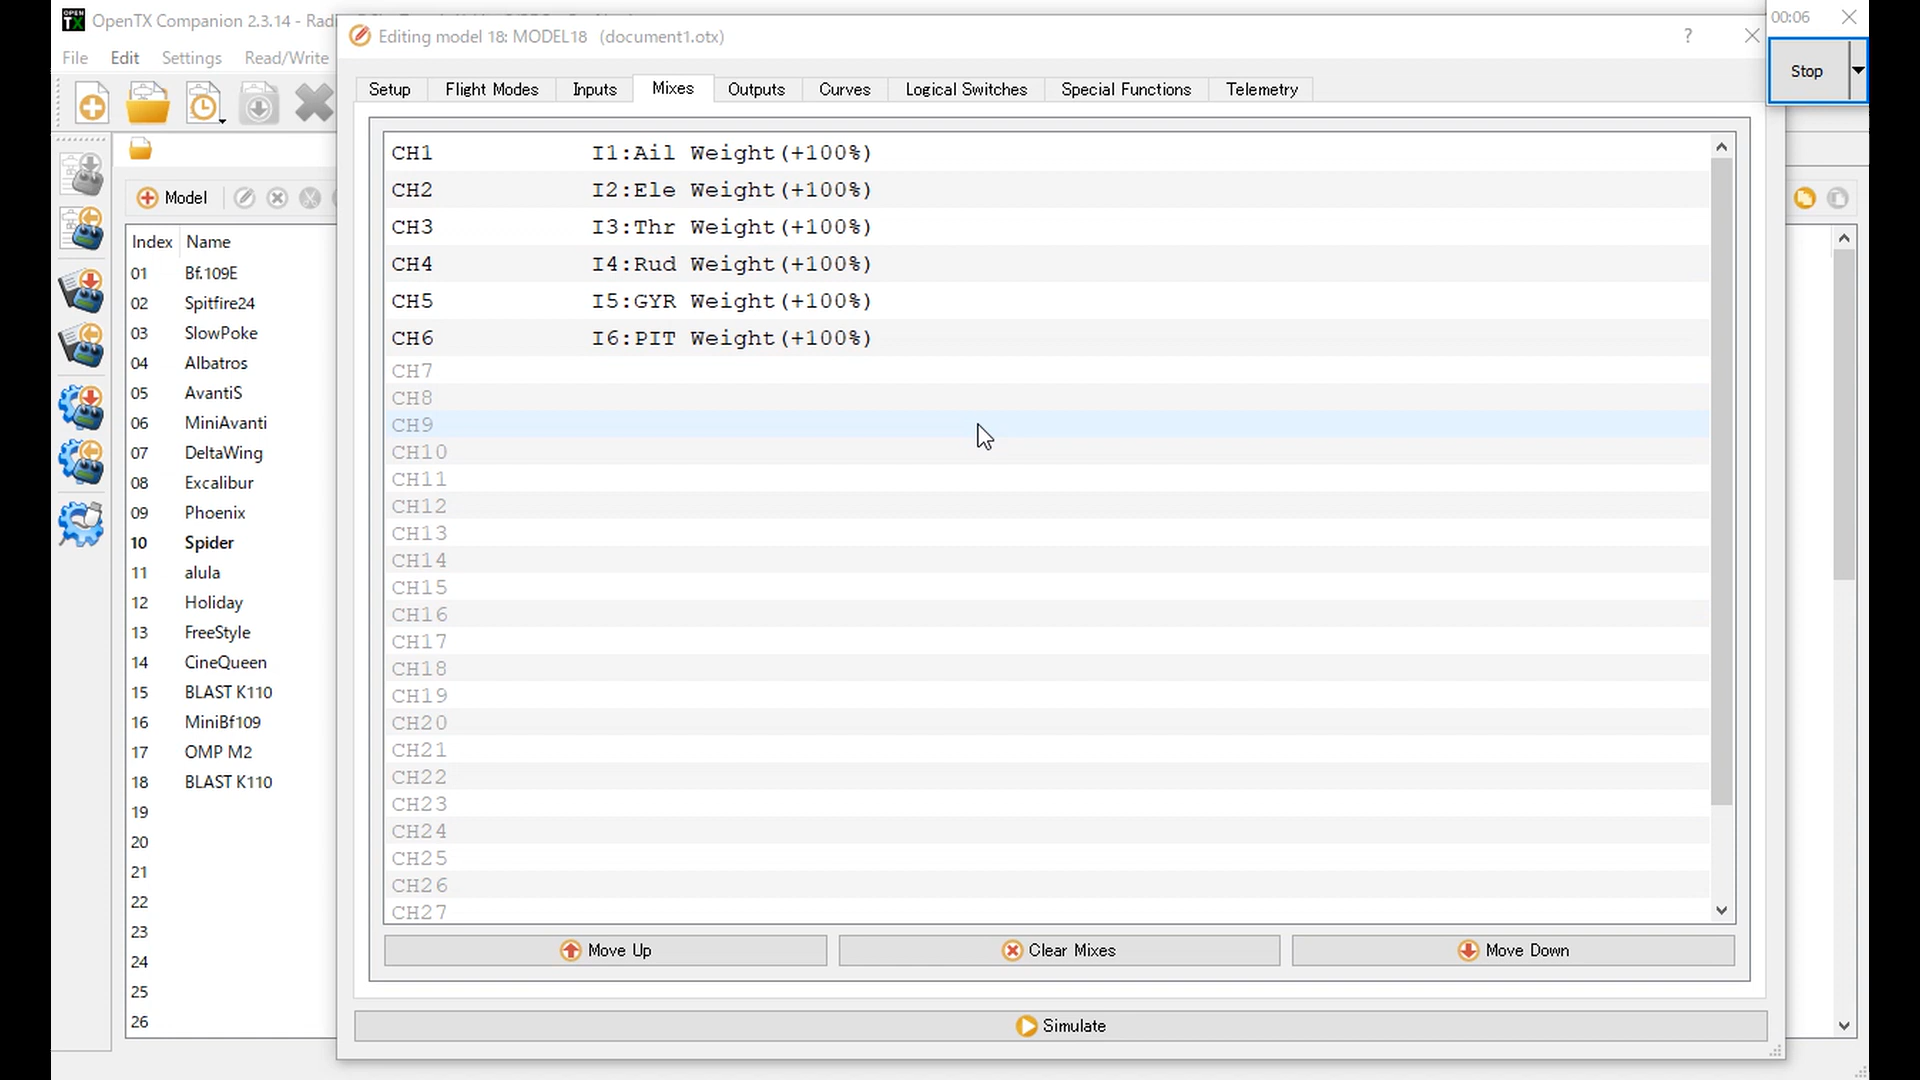 OpenTX Companion 2.3.14 - Radi
File Edit Settings Read/Write
Model
Index Name
01 Bf.109E
02 Spitfire24
03 SlowPoke
04 Albatros
05 AvantiS
06 MiniAvanti
07 DeltaWing
08 Excalibur
09 Phoenix
10 Spider
11 alula
12 Holiday
13 FreeStyle
14 CineQueen
15 BLAST K110
16 MiniBf109
17 OMP M2
18 BLAST K110
19
20
21
22
23
24
25
26
Editing model 18: MODEL18 (document1.otx)
?
Setup Flight Modes Inputs Mixes Outputs Curves Logical Switches Special Functions Telemetry
CH1 I1:Ail Weight(+100%)
CH2 I2:Ele Weight(+100%)
CH3 I3:Thr Weight(+100%)
CH4 I4:Rud Weight(+100%)
CH5 I5:GYR Weight(+100%)
CH6 I6:PIT Weight(+100%)
CH7
CH8
CH9
CH10
CH11
CH12
CH13
CH14
CH15
CH16
CH17
CH18
CH19
CH20
CH21
CH22
CH23
CH24
CH25
CH26
CH27
Move Up Clear Mixes Move Down
Simulate
00:06
Stop